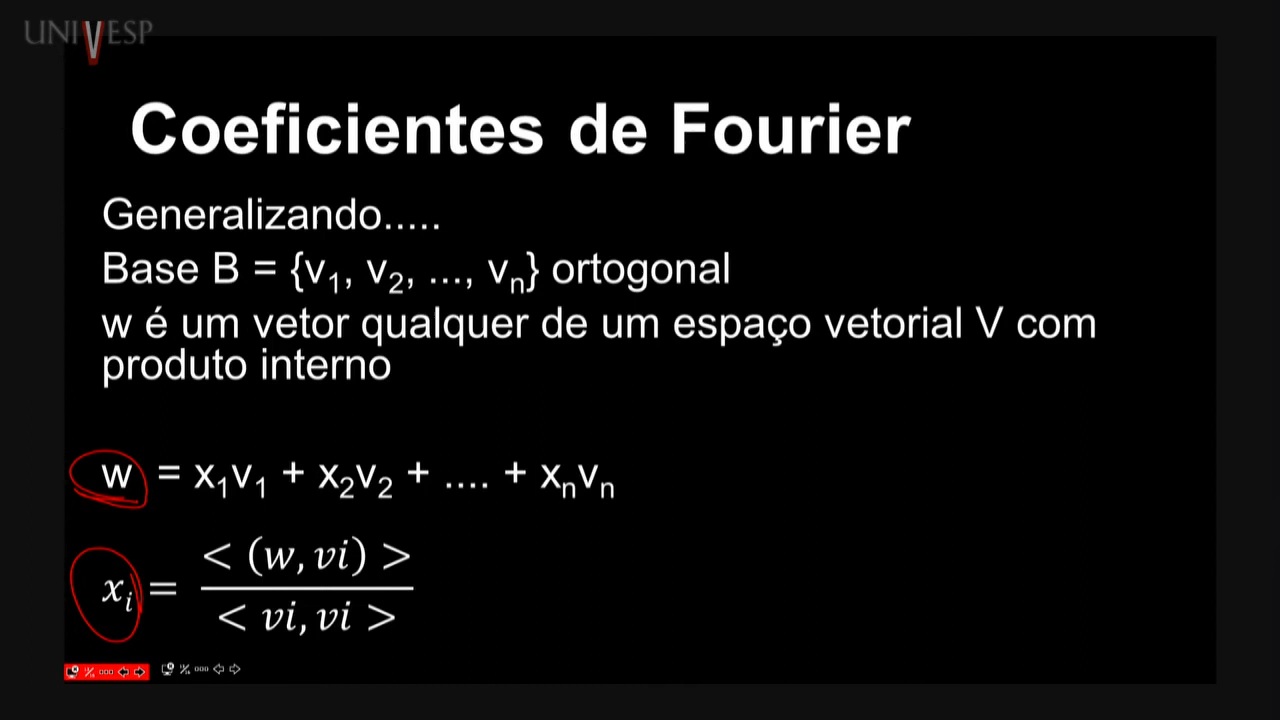 UNIVESP
Coeficientes de Fourier
Generalizando.....
Base B = {v₁, v₂, ..., vₙ} ortogonal
w é um vetor qualquer de um espaço vetorial V com
produto interno
w = x₁v₁ + x₂v₂ + .... + xₙvₙ
< (w, vi) >
xᵢ =
< vi, vi >